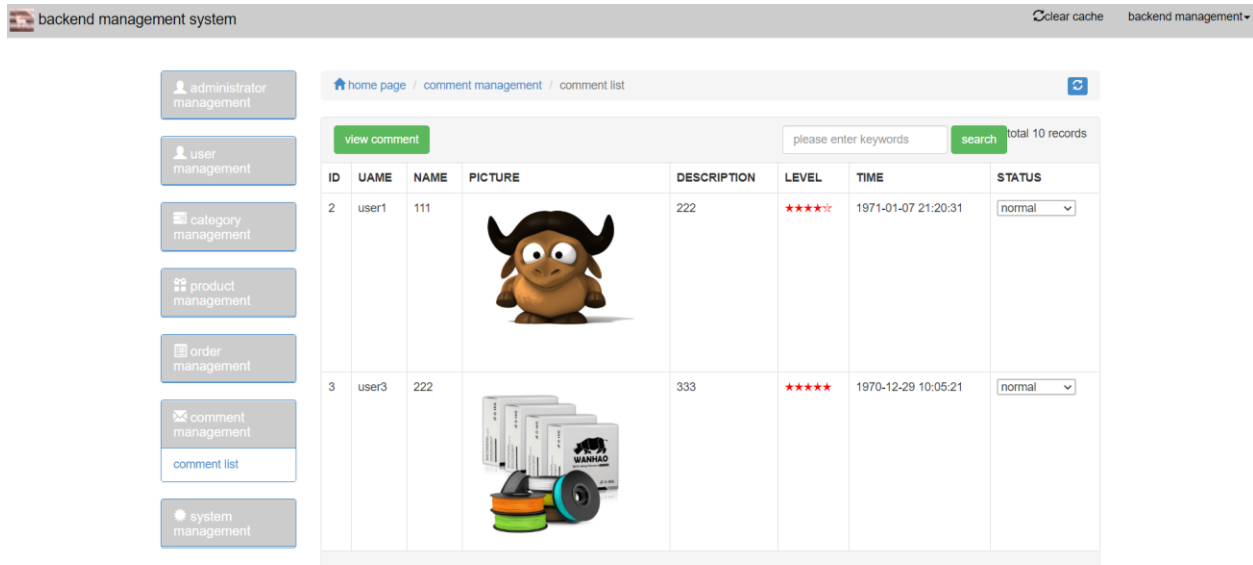 backend management system
clear cache
backend management
administrator
management
user
management
category
management
product
management
order
management
comment
management
comment list
system
management
home page / comment management / comment list
view comment
please enter keywords
search
total 10 records
ID UAME NAME PICTURE DESCRIPTION LEVEL TIME STATUS
2 user1 111 222 ★★★★☆ 1971-01-07 21:20:31 normal
3 user3 222 333 ★★★★★ 1970-12-29 10:05:21 normal
WANHAO